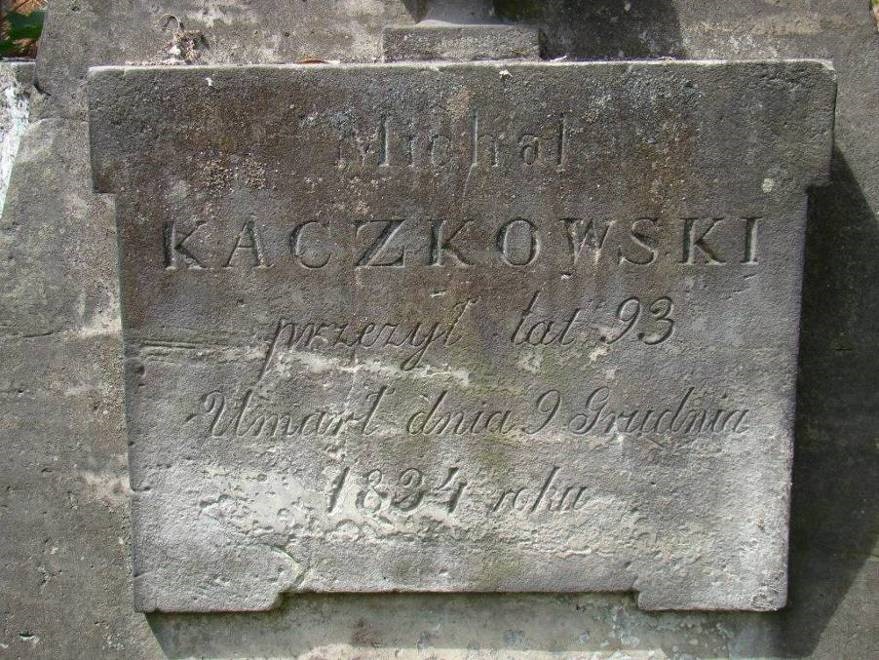 Michał
KACZKOWSKI
przeżył lat 93
Umarł dnia 9 Grudnia
1834 roku